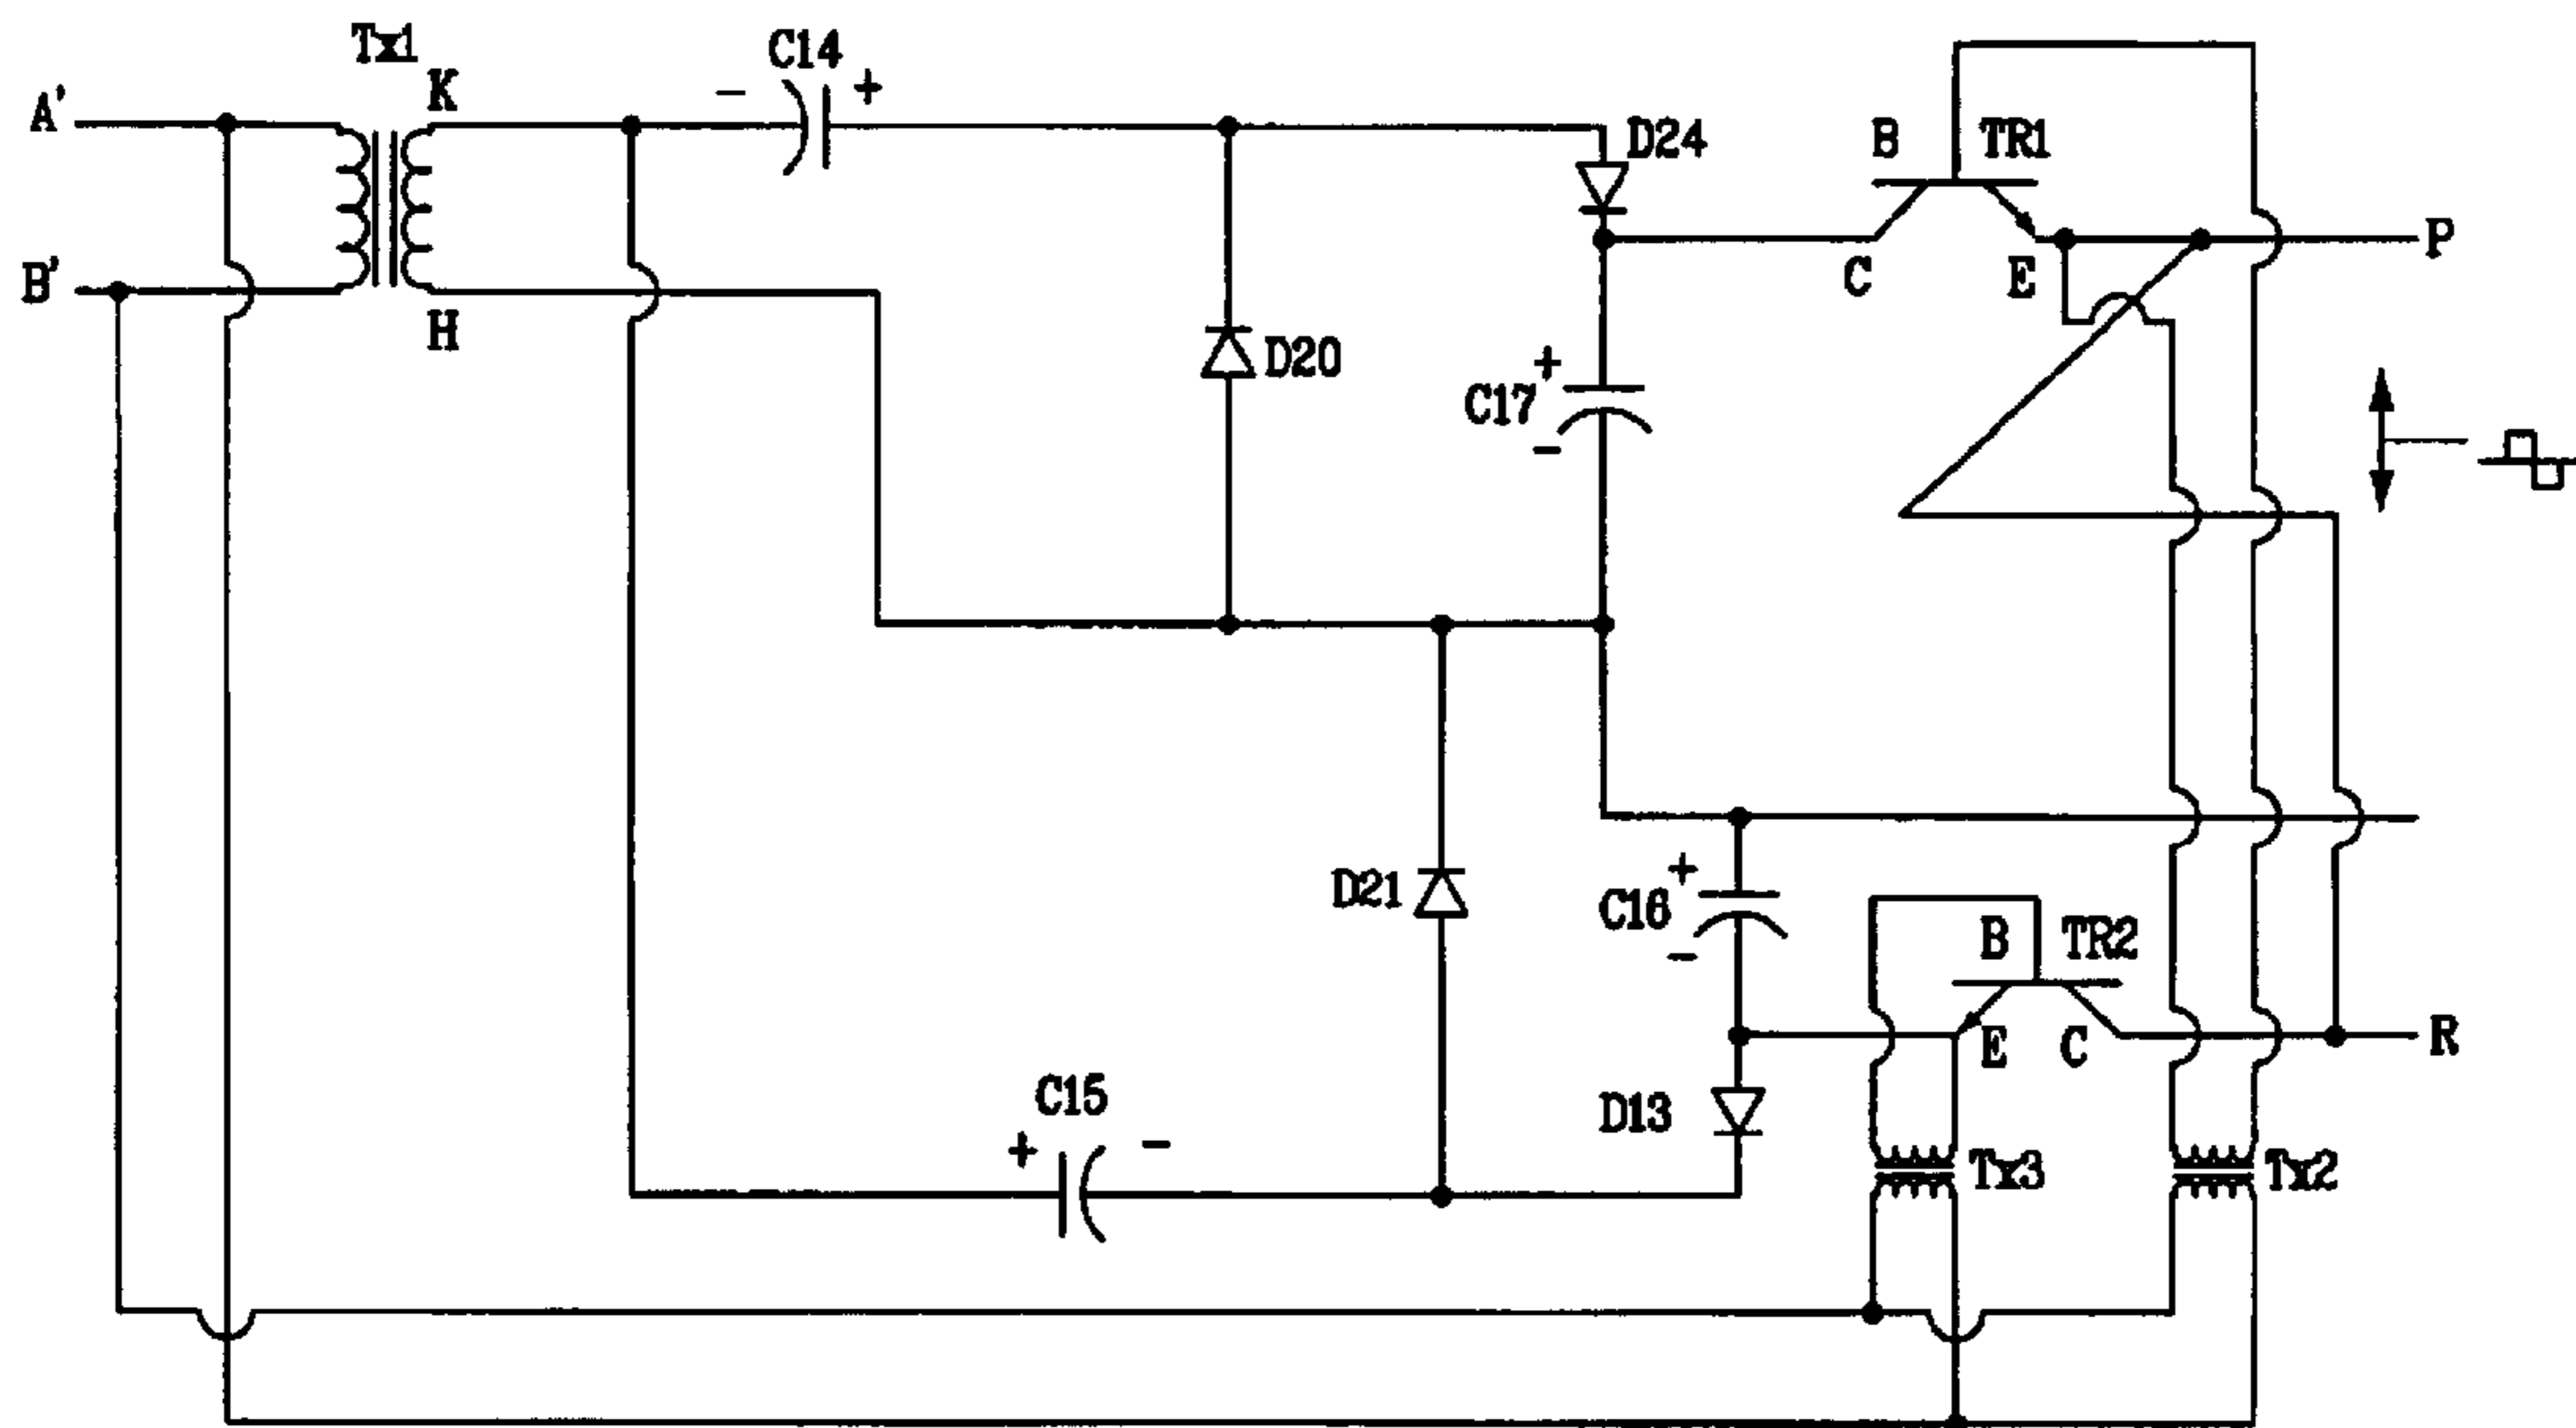 Tx1
C14
- +
K
A'
D24
B TR1
P
B'
C E
H
D20
+
C17
-
+
D21
C16
B TR2
-
E C
R
C15
D13
+ -
Tx3
Tx2